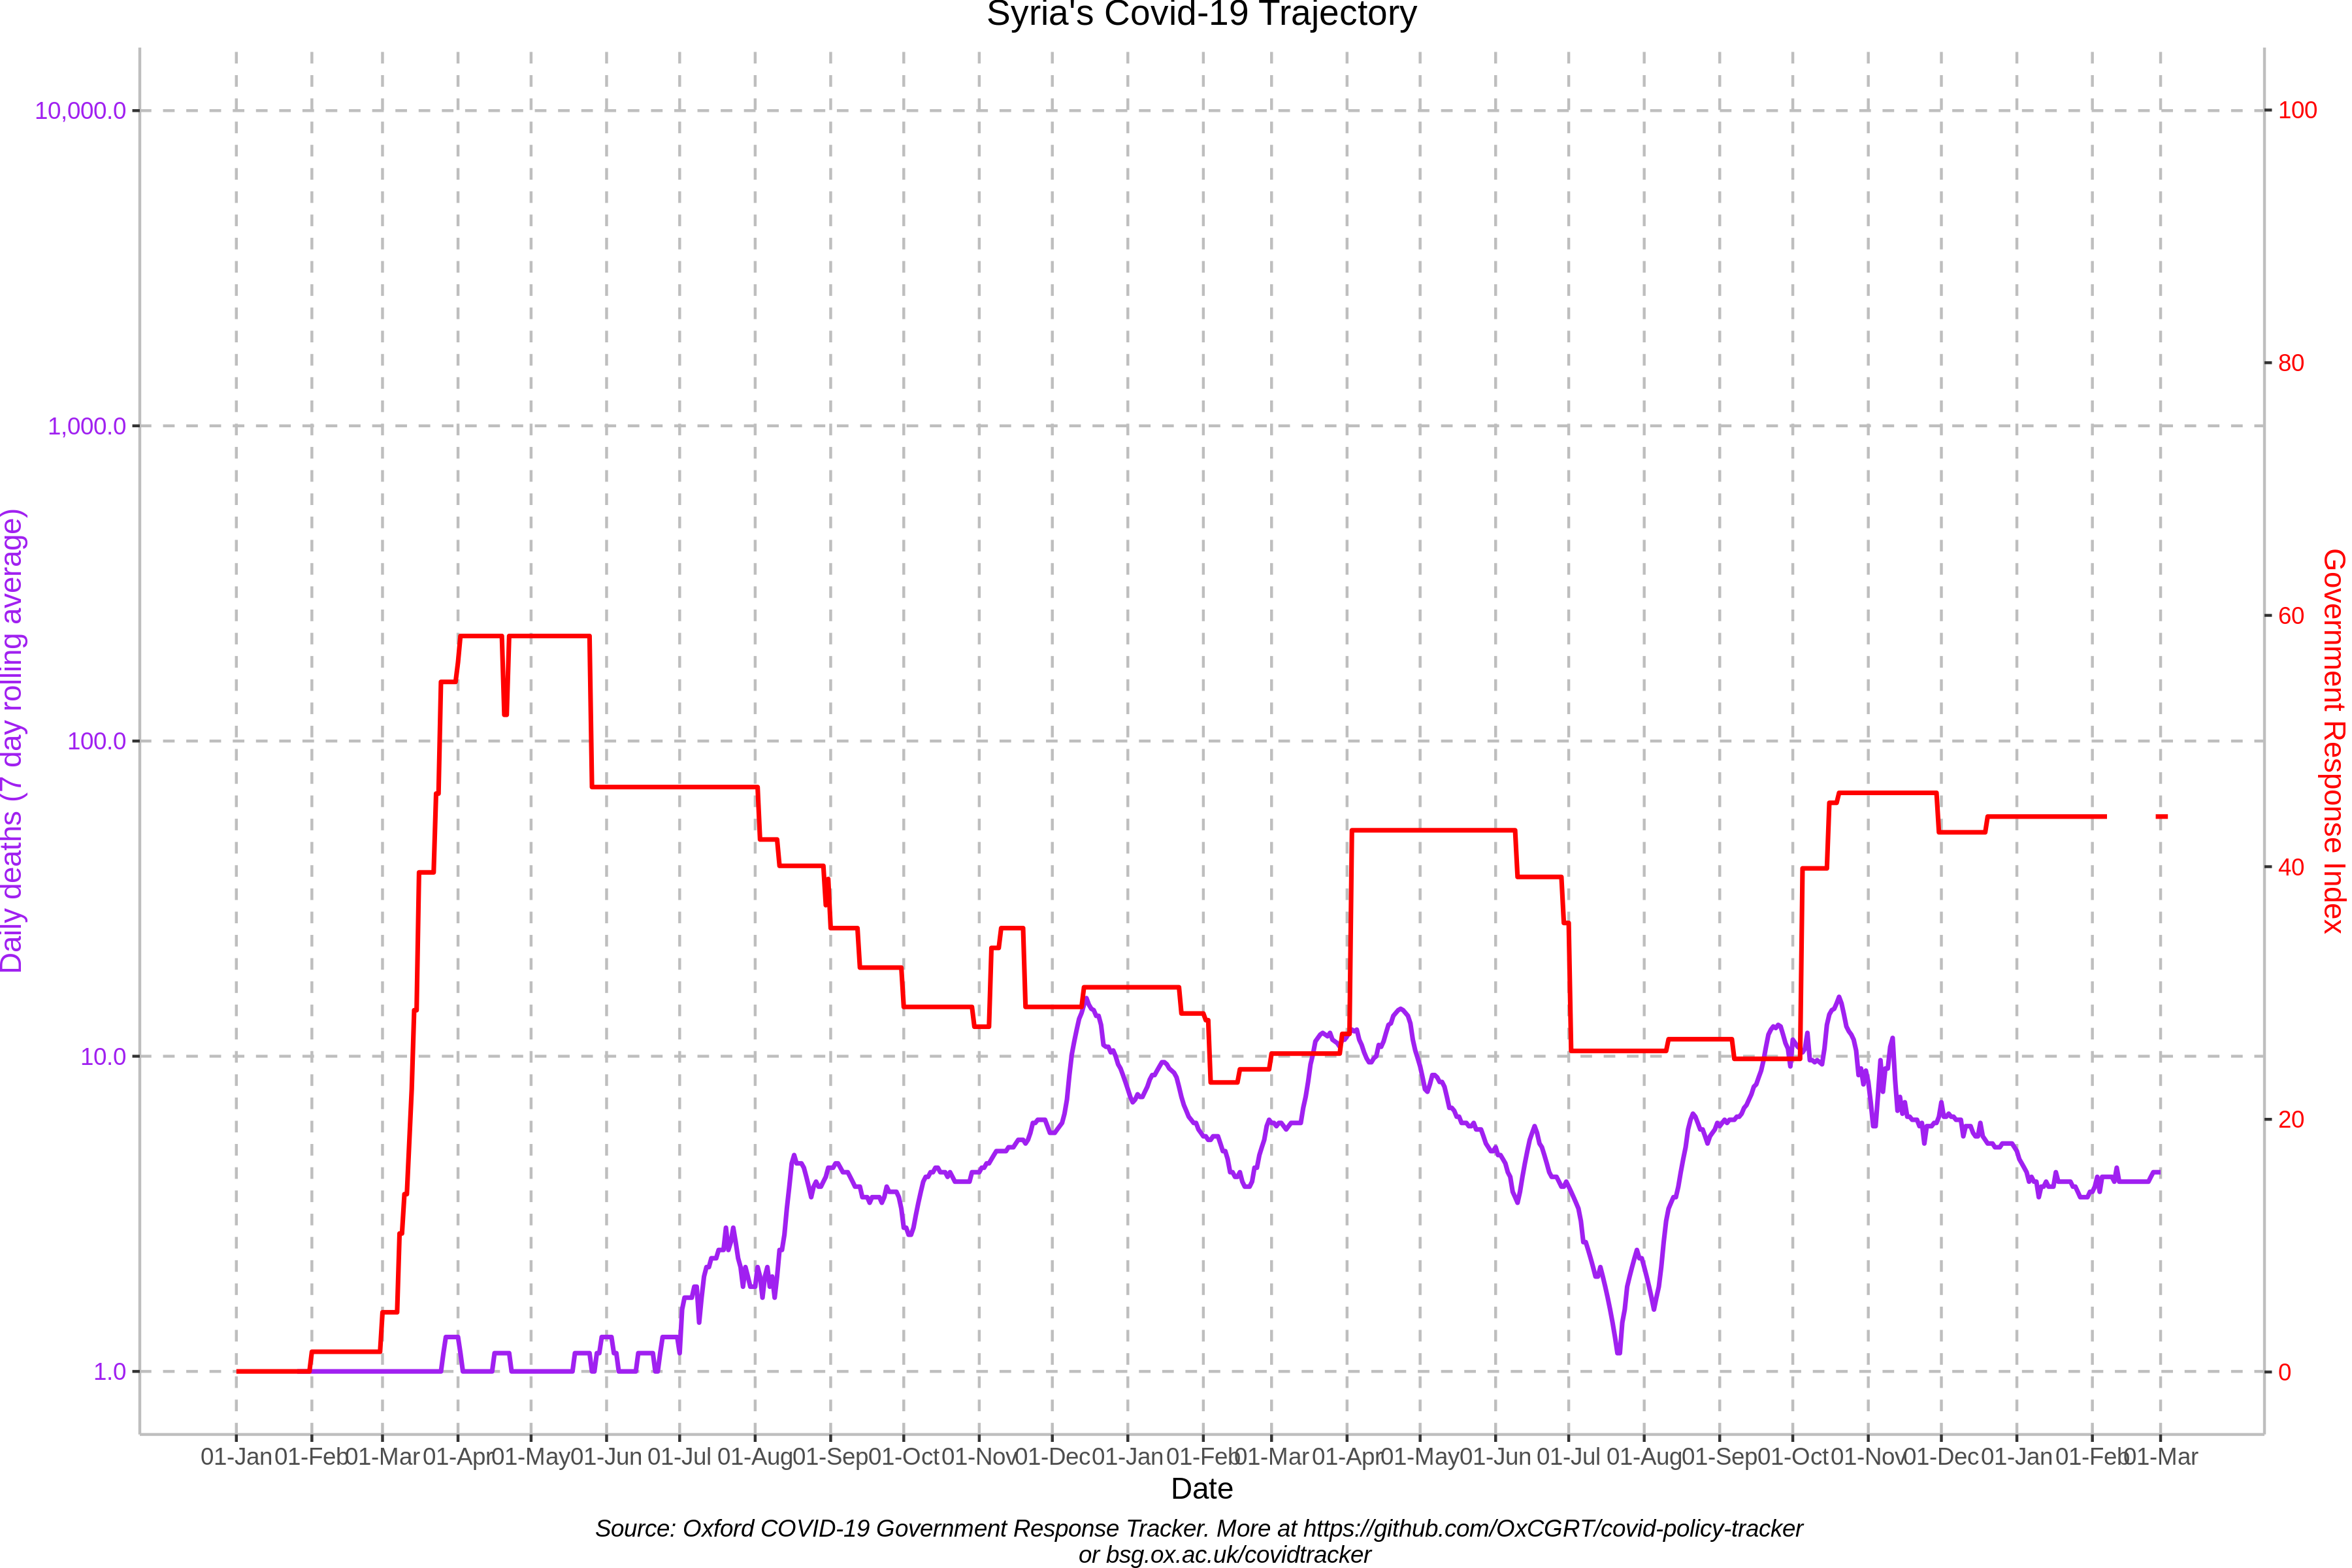 Syria's Covid-19 Trajectory
10,000.0
1,000.0
100.0
10.0
1.0
Daily deaths (7 day rolling average)
100
80
60
40
20
0
Government Response Index
01-Jan 01-Feb 01-Mar 01-Apr 01-May 01-Jun 01-Jul 01-Aug 01-Sep 01-Oct 01-Nov 01-Dec 01-Jan 01-Feb 01-Mar 01-Apr 01-May 01-Jun 01-Jul 01-Aug 01-Sep 01-Oct 01-Nov 01-Dec 01-Jan 01-Feb 01-Mar
Date
Source: Oxford COVID-19 Government Response Tracker. More at https://github.com/OxCGRT/covid-policy-tracker
or bsg.ox.ac.uk/covidtracker